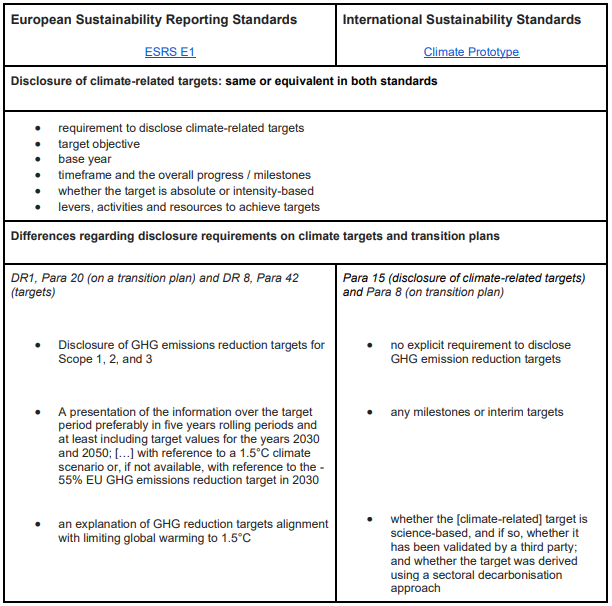 European Sustainability Reporting Standards
ESRS E1
International Sustainability Standards
Climate Prototype
Disclosure of climate-related targets: same or equivalent in both standards
• requirement to disclose climate-related targets
• target objective
• base year
• timeframe and the overall progress / milestones
• whether the target is absolute or intensity-based
• levers, activities and resources to achieve targets
Differences regarding disclosure requirements on climate targets and transition plans
DR1, Para 20 (on a transition plan) and DR 8, Para 42
(targets)
• Disclosure of GHG emissions reduction targets for
Scope 1, 2, and 3
• A presentation of the information over the target
period preferably in five years rolling periods and
at least including target values for the years 2030
and 2050; […] with reference to a 1.5°C climate
scenario or, if not available, with reference to the -
55% EU GHG emissions reduction target in 2030
• an explanation of GHG reduction targets alignment
with limiting global warming to 1.5°C
Para 15 (disclosure of climate-related targets)
and Para 8 (on transition plan)
• no explicit requirement to disclose
GHG emission reduction targets
• any milestones or interim targets
• whether the [climate-related] target is
science-based, and if so, whether it
has been validated by a third party;
and whether the target was derived
using a sectoral decarbonisation
approach